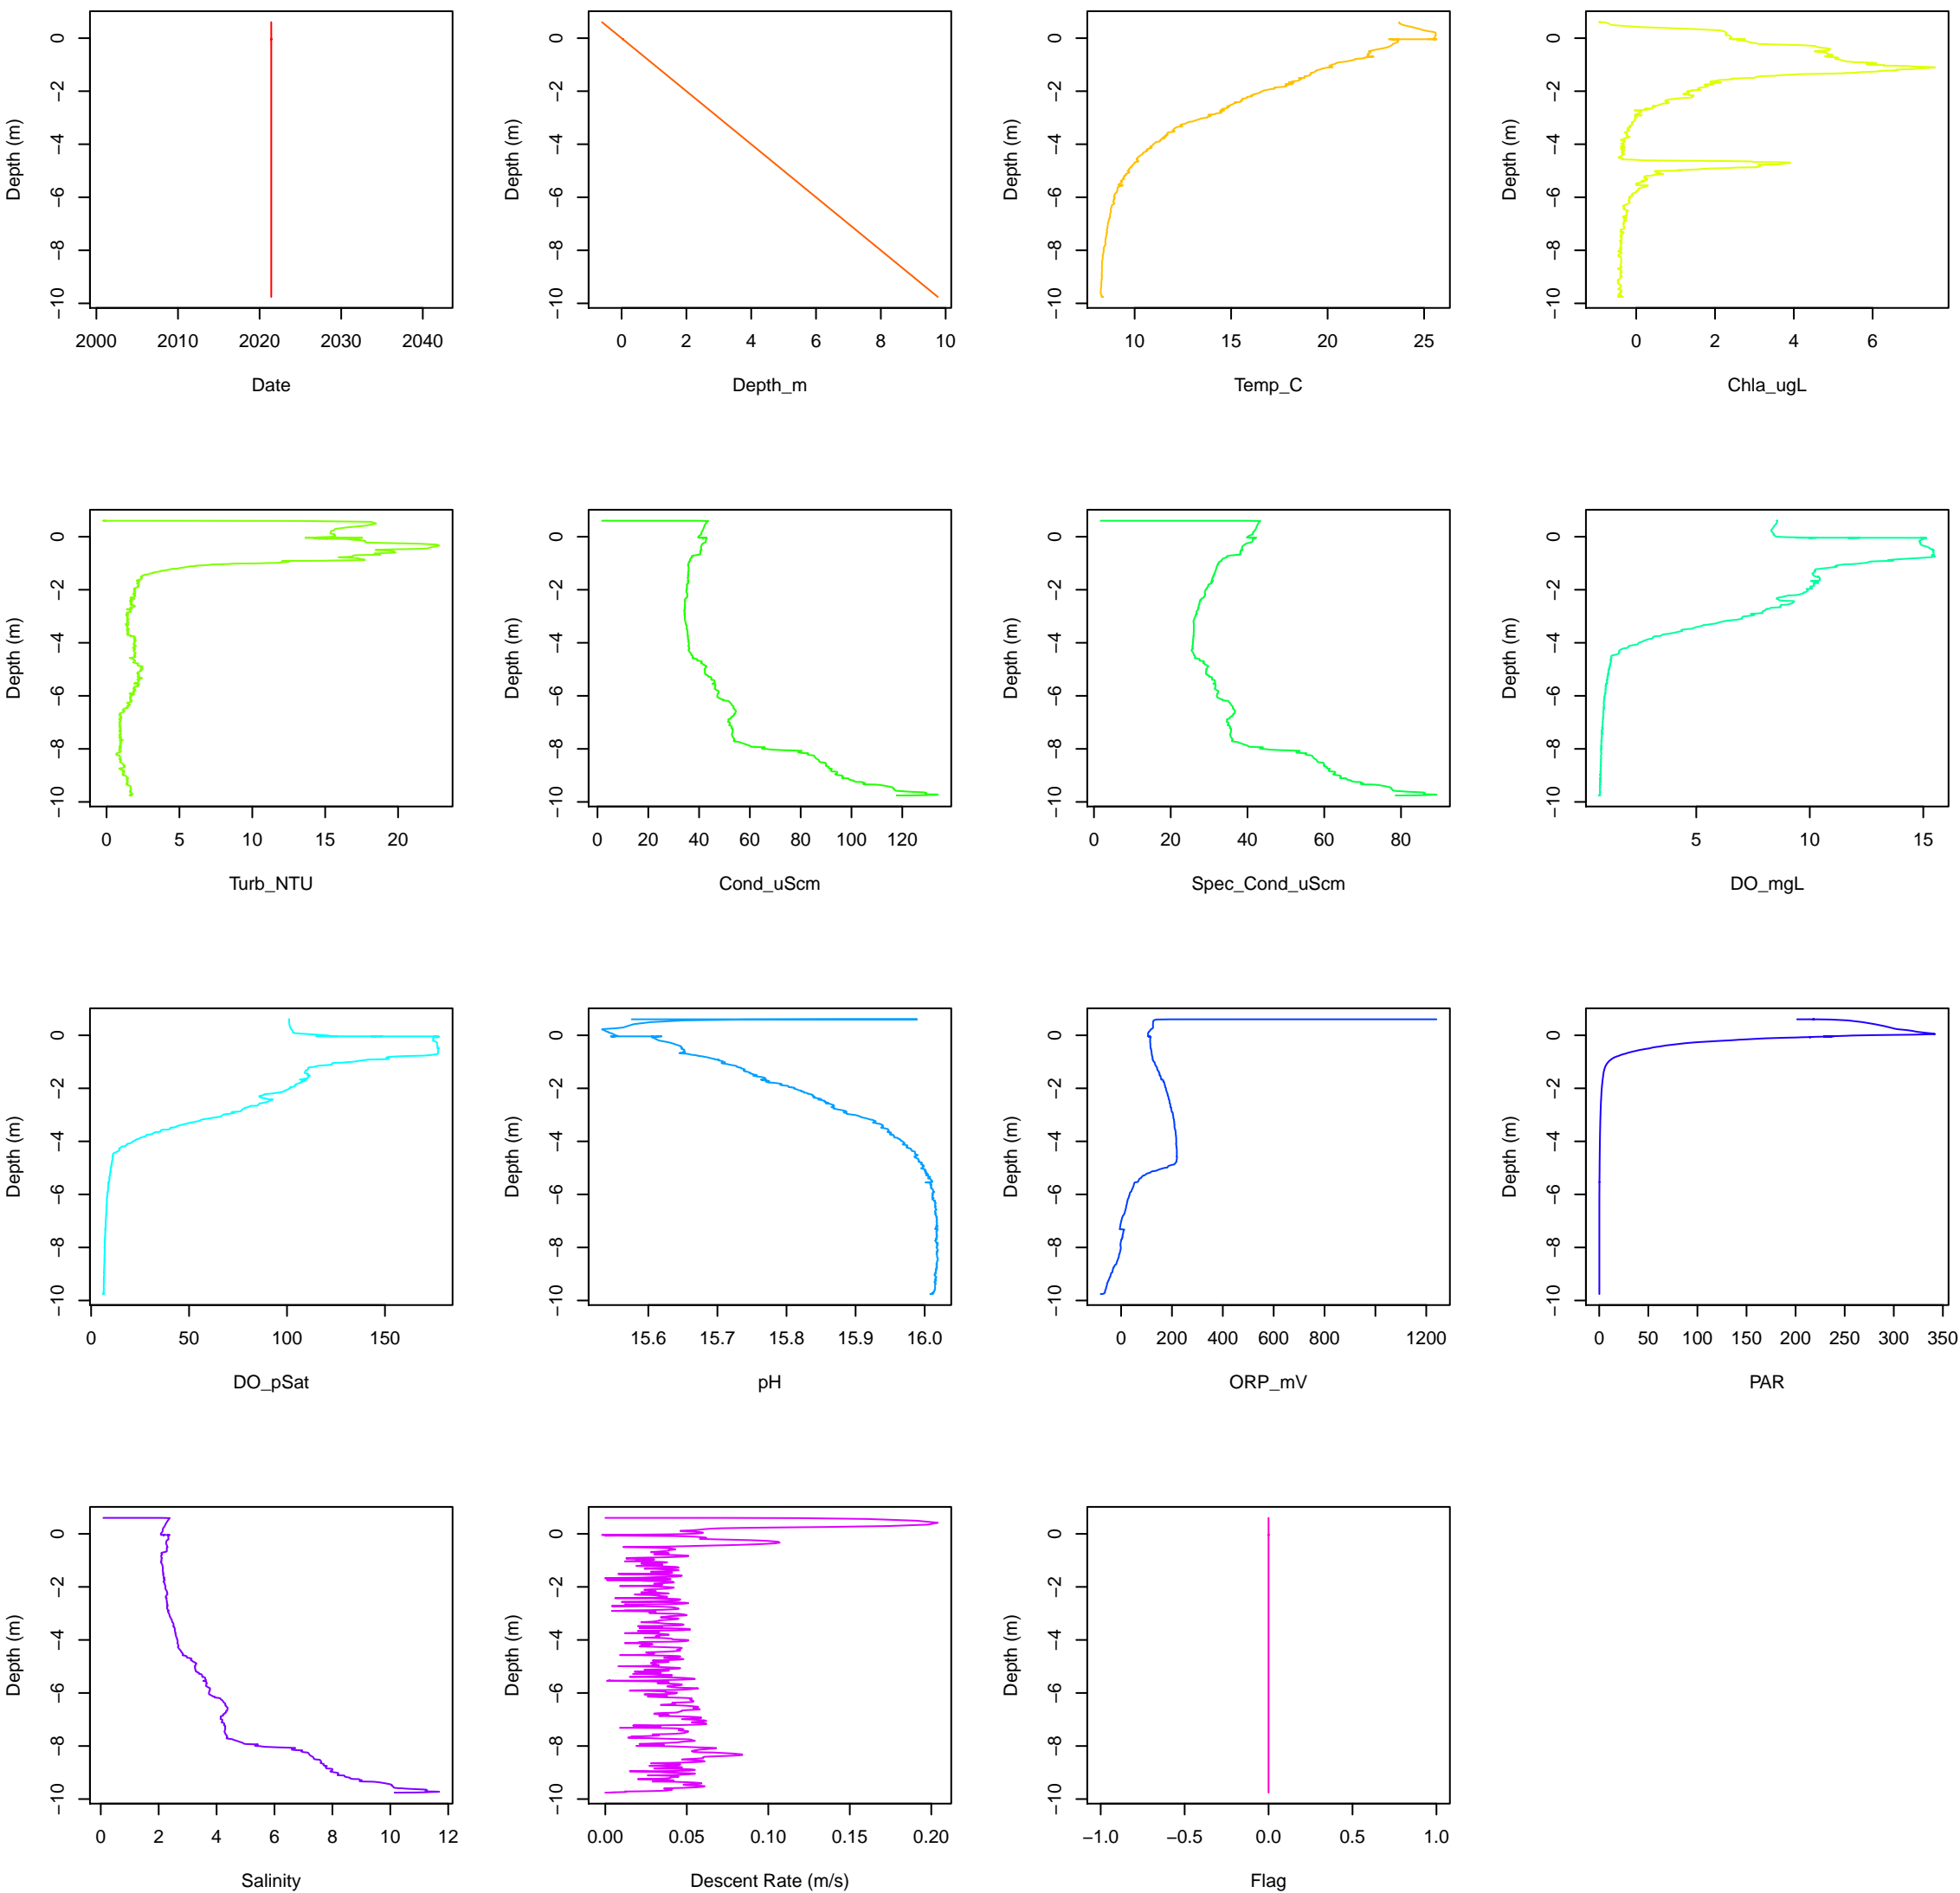 Depth (m)
0
−2
−4
−6
−8
−10
2000 2010 2020 2030 2040
Date
Depth (m)
0
−2
−4
−6
−8
−10
0 2 4 6 8 10
Depth_m
Depth (m)
0
−2
−4
−6
−8
−10
10 15 20 25
Temp_C
Depth (m)
0
−2
−4
−6
−8
−10
0 2 4 6
Chla_ugL
Depth (m)
0
−2
−4
−6
−8
−10
0 5 10 15 20
Turb_NTU
Depth (m)
0
−2
−4
−6
−8
−10
0 20 40 60 80 100 120
Cond_uScm
Depth (m)
0
−2
−4
−6
−8
−10
0 20 40 60 80
Spec_Cond_uScm
Depth (m)
0
−2
−4
−6
−8
−10
5 10 15
DO_mgL
Depth (m)
0
−2
−4
−6
−8
−10
0 50 100 150
DO_pSat
Depth (m)
0
−2
−4
−6
−8
−10
15.6 15.7 15.8 15.9 16.0
pH
Depth (m)
0
−2
−4
−6
−8
−10
0 200 400 600 800 1200
ORP_mV
Depth (m)
0
−2
−4
−6
−8
−10
0 50 100 150 200 250 300 350
PAR
Depth (m)
0
−2
−4
−6
−8
−10
0 2 4 6 8 10 12
Salinity
Depth (m)
0
−2
−4
−6
−8
−10
0.00 0.05 0.10 0.15 0.20
Descent Rate (m/s)
Depth (m)
0
−2
−4
−6
−8
−10
−1.0 −0.5 0.0 0.5 1.0
Flag